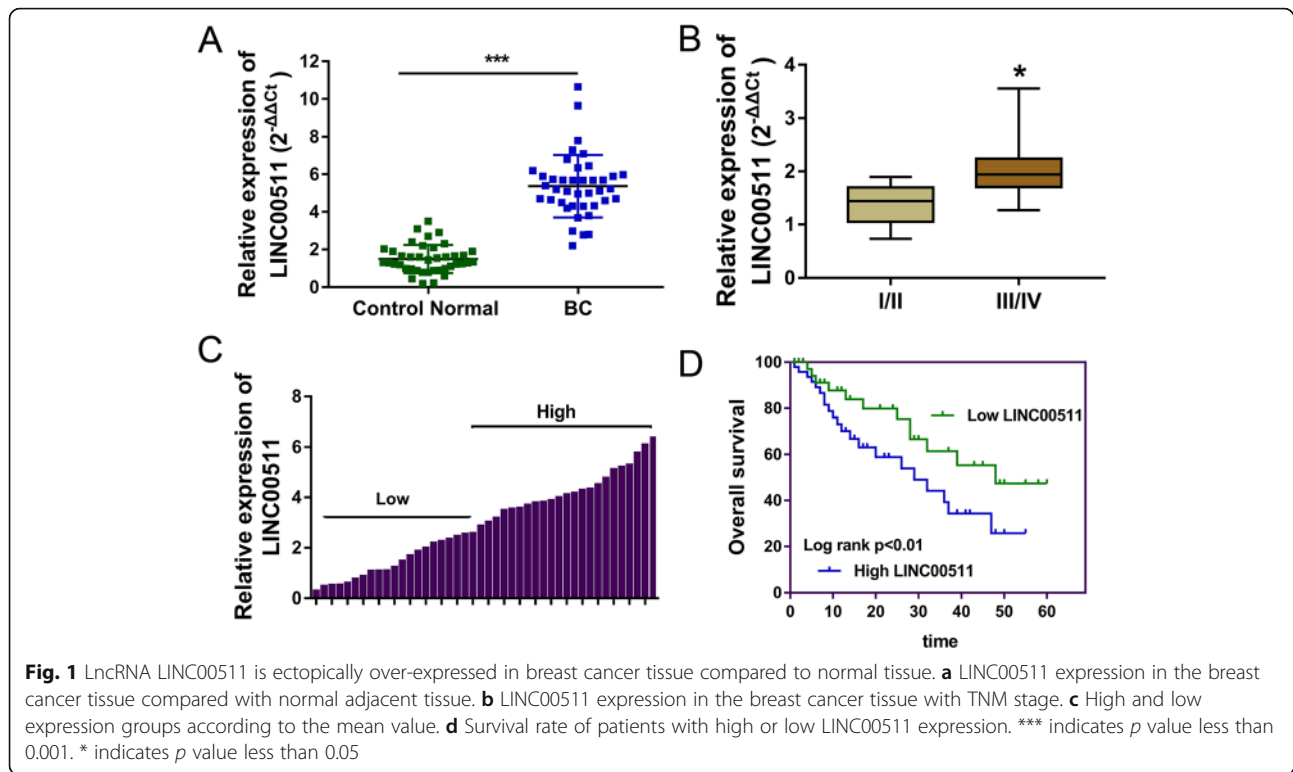 A
Relative expression of
LINC00511 (2-ΔΔCt )
12
10
8
6
4
2
0
***
Control Normal
BC
B
Relative expression of
LINC00511 (2-ΔΔCt )
4
3
2
1
0
*
I/II
III/IV
C
Relative expression of
LINC00511
8
6
4
2
0
Low
High
D
Overall survival
100
80
60
40
20
0
Low LINC00511
Log rank p<0.01
High LINC00511
0 10 20 30 40 50 60
time
Fig. 1 LncRNA LINC00511 is ectopically over-expressed in breast cancer tissue compared to normal tissue. a LINC00511 expression in the breast
cancer tissue compared with normal adjacent tissue. b LINC00511 expression in the breast cancer tissue with TNM stage. c High and low
expression groups according to the mean value. d Survival rate of patients with high or low LINC00511 expression. *** indicates p value less than
0.001. * indicates p value less than 0.05